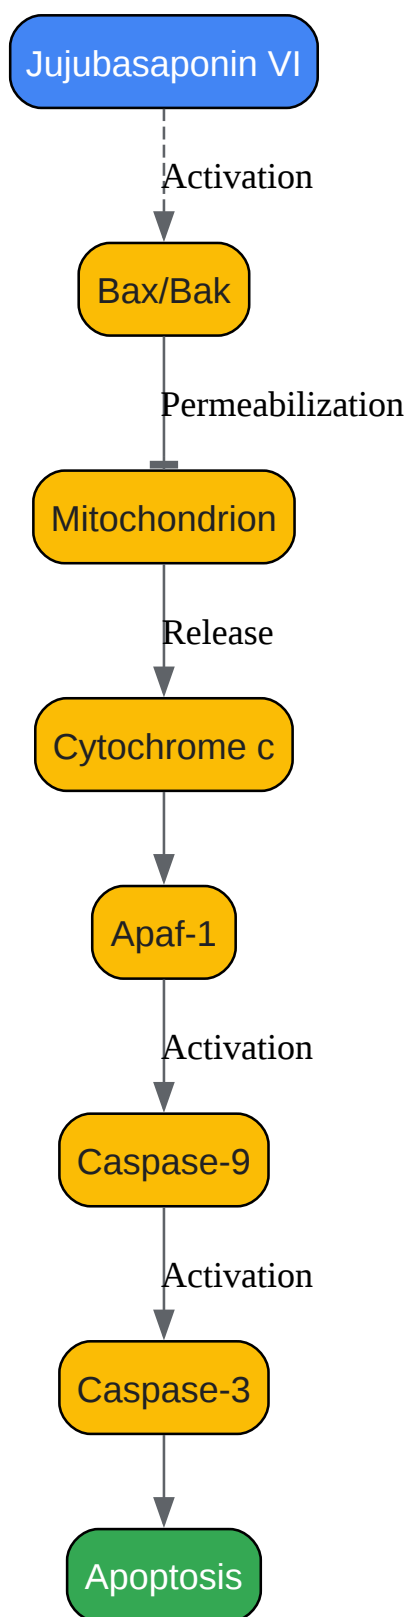 Jujubasaponin VI
Activation
Bax/Bak
Permeabilization
Mitochondrion
Release
Cytochrome c
Apaf-1
Activation
Caspase-9
Activation
Caspase-3
Apoptosis